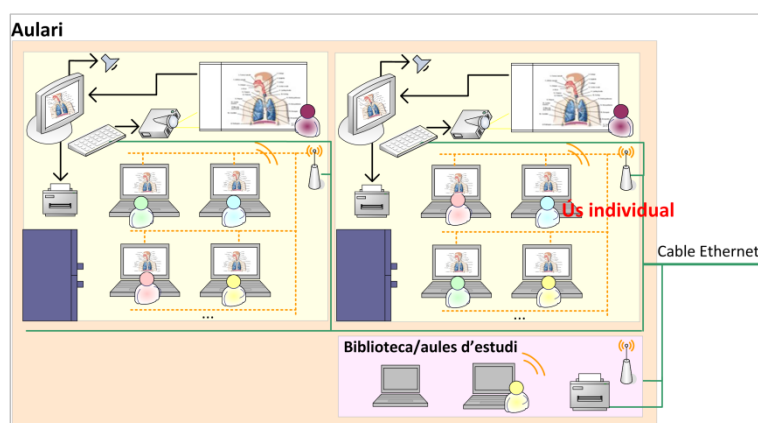 Aulari
Ús individual
Cable Ethernet
...
...
Biblioteca/aules d'estudi